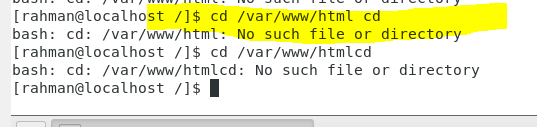 bash: cd: /var/www/html: No such file or directory
[rahman@localhost /]$ cd /var/www/html cd
bash: cd: /var/www/html: No such file or directory
[rahman@localhost /]$ cd /var/www/htmlcd
bash: cd: /var/www/htmlcd: No such file or directory
[rahman@localhost /]$